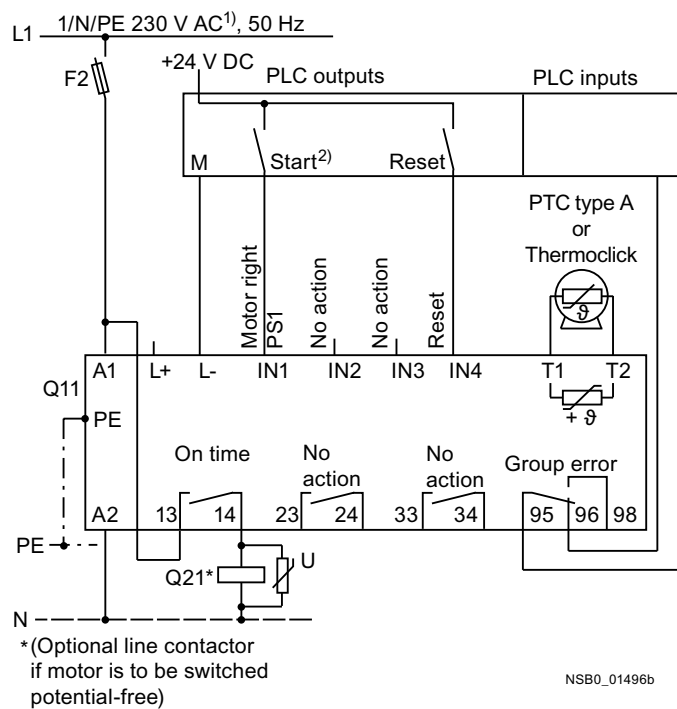 1/N/PE 230 V AC1), 50 Hz
L1
F2
+24 V DC
PLC outputs
PLC inputs
M
Start2)
Reset
PTC type A
or
Thermoclick
ϑ
Motor right
PS1
No action
No action
Reset
A1
L+
L-
IN1
IN2
IN3
IN4
T1
T2
Q11
PE
+ ϑ
On time
No
action
No
action
Group error
A2
13
14
23
24
33
34
95
96
98
PE
Q21*
U
N
*(Optional line contactor
if motor is to be switched
potential-free)
NSB0_01496b